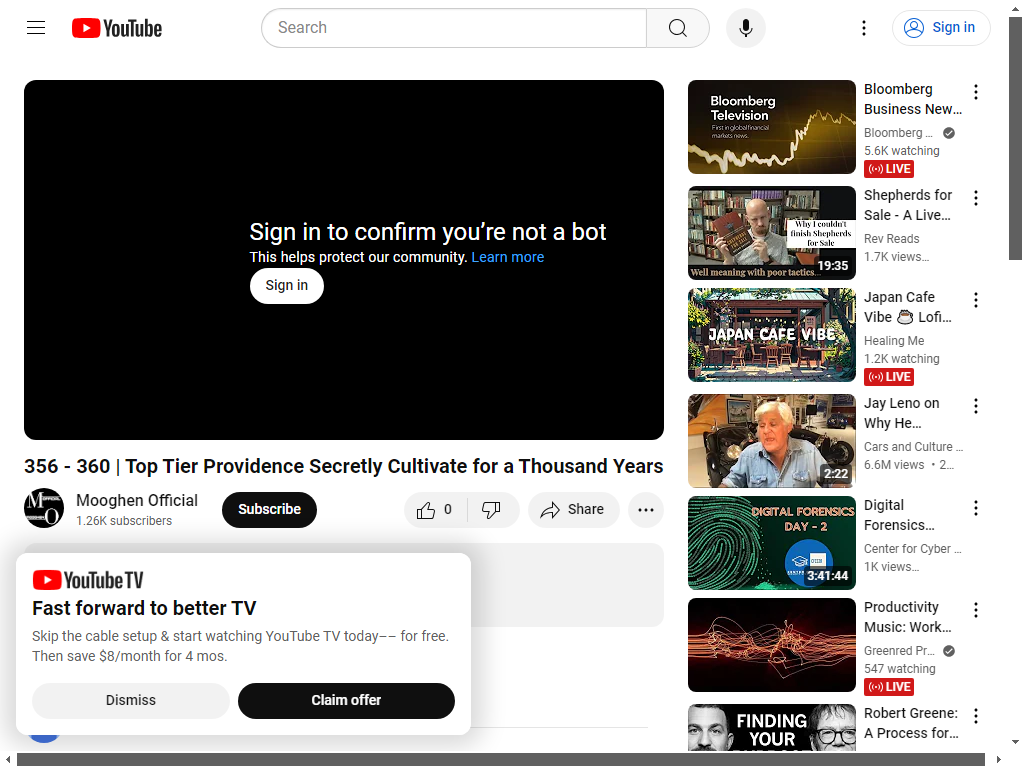 YouTube
Search
Sign in
Sign in to confirm you're not a bot
This helps protect our community. Learn more
Sign in
356 - 360 | Top Tier Providence Secretly Cultivate for a Thousand Years
Mooghen Official
1.26K subscribers
Subscribe
0
Share
YouTube TV
Fast forward to better TV
Skip the cable setup & start watching YouTube TV today–– for free.
Then save $8/month for 4 mos.
Dismiss
Claim offer
Bloomberg
Television
First in global financial
markets news.
Bloomberg
Business New...
Bloomberg ...
5.6K watching
LIVE
Why I couldn't
finish Shepherds
for Sale
Well meaning with poor tactics...
19:35
Shepherds for
Sale - A Live...
Rev Reads
1.7K views...
JAPAN CAFE VIBE
Japan Cafe
Vibe ☕ Lofi...
Healing Me
1.2K watching
LIVE
2:22
Jay Leno on
Why He...
Cars and Culture ...
6.6M views • 2...
DIGITAL FORENSICS
DAY - 2
3:41:44
Digital
Forensics...
Center for Cyber ...
1K views...
Productivity
Music: Work...
Greenred Pr...
547 watching
LIVE
FINDING
YOUR
Robert Greene:
A Process for...